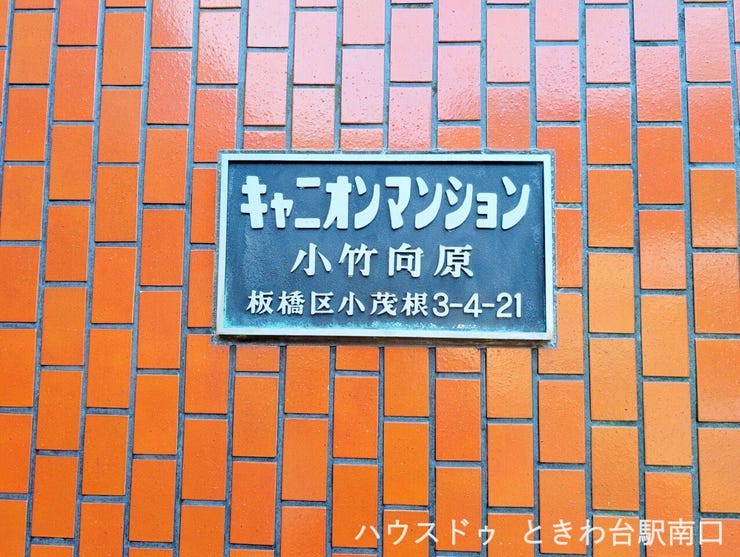 キャニオンマンション
小竹向原
板橋区小茂根3-4-21
ハウスドゥ ときわ台駅南口